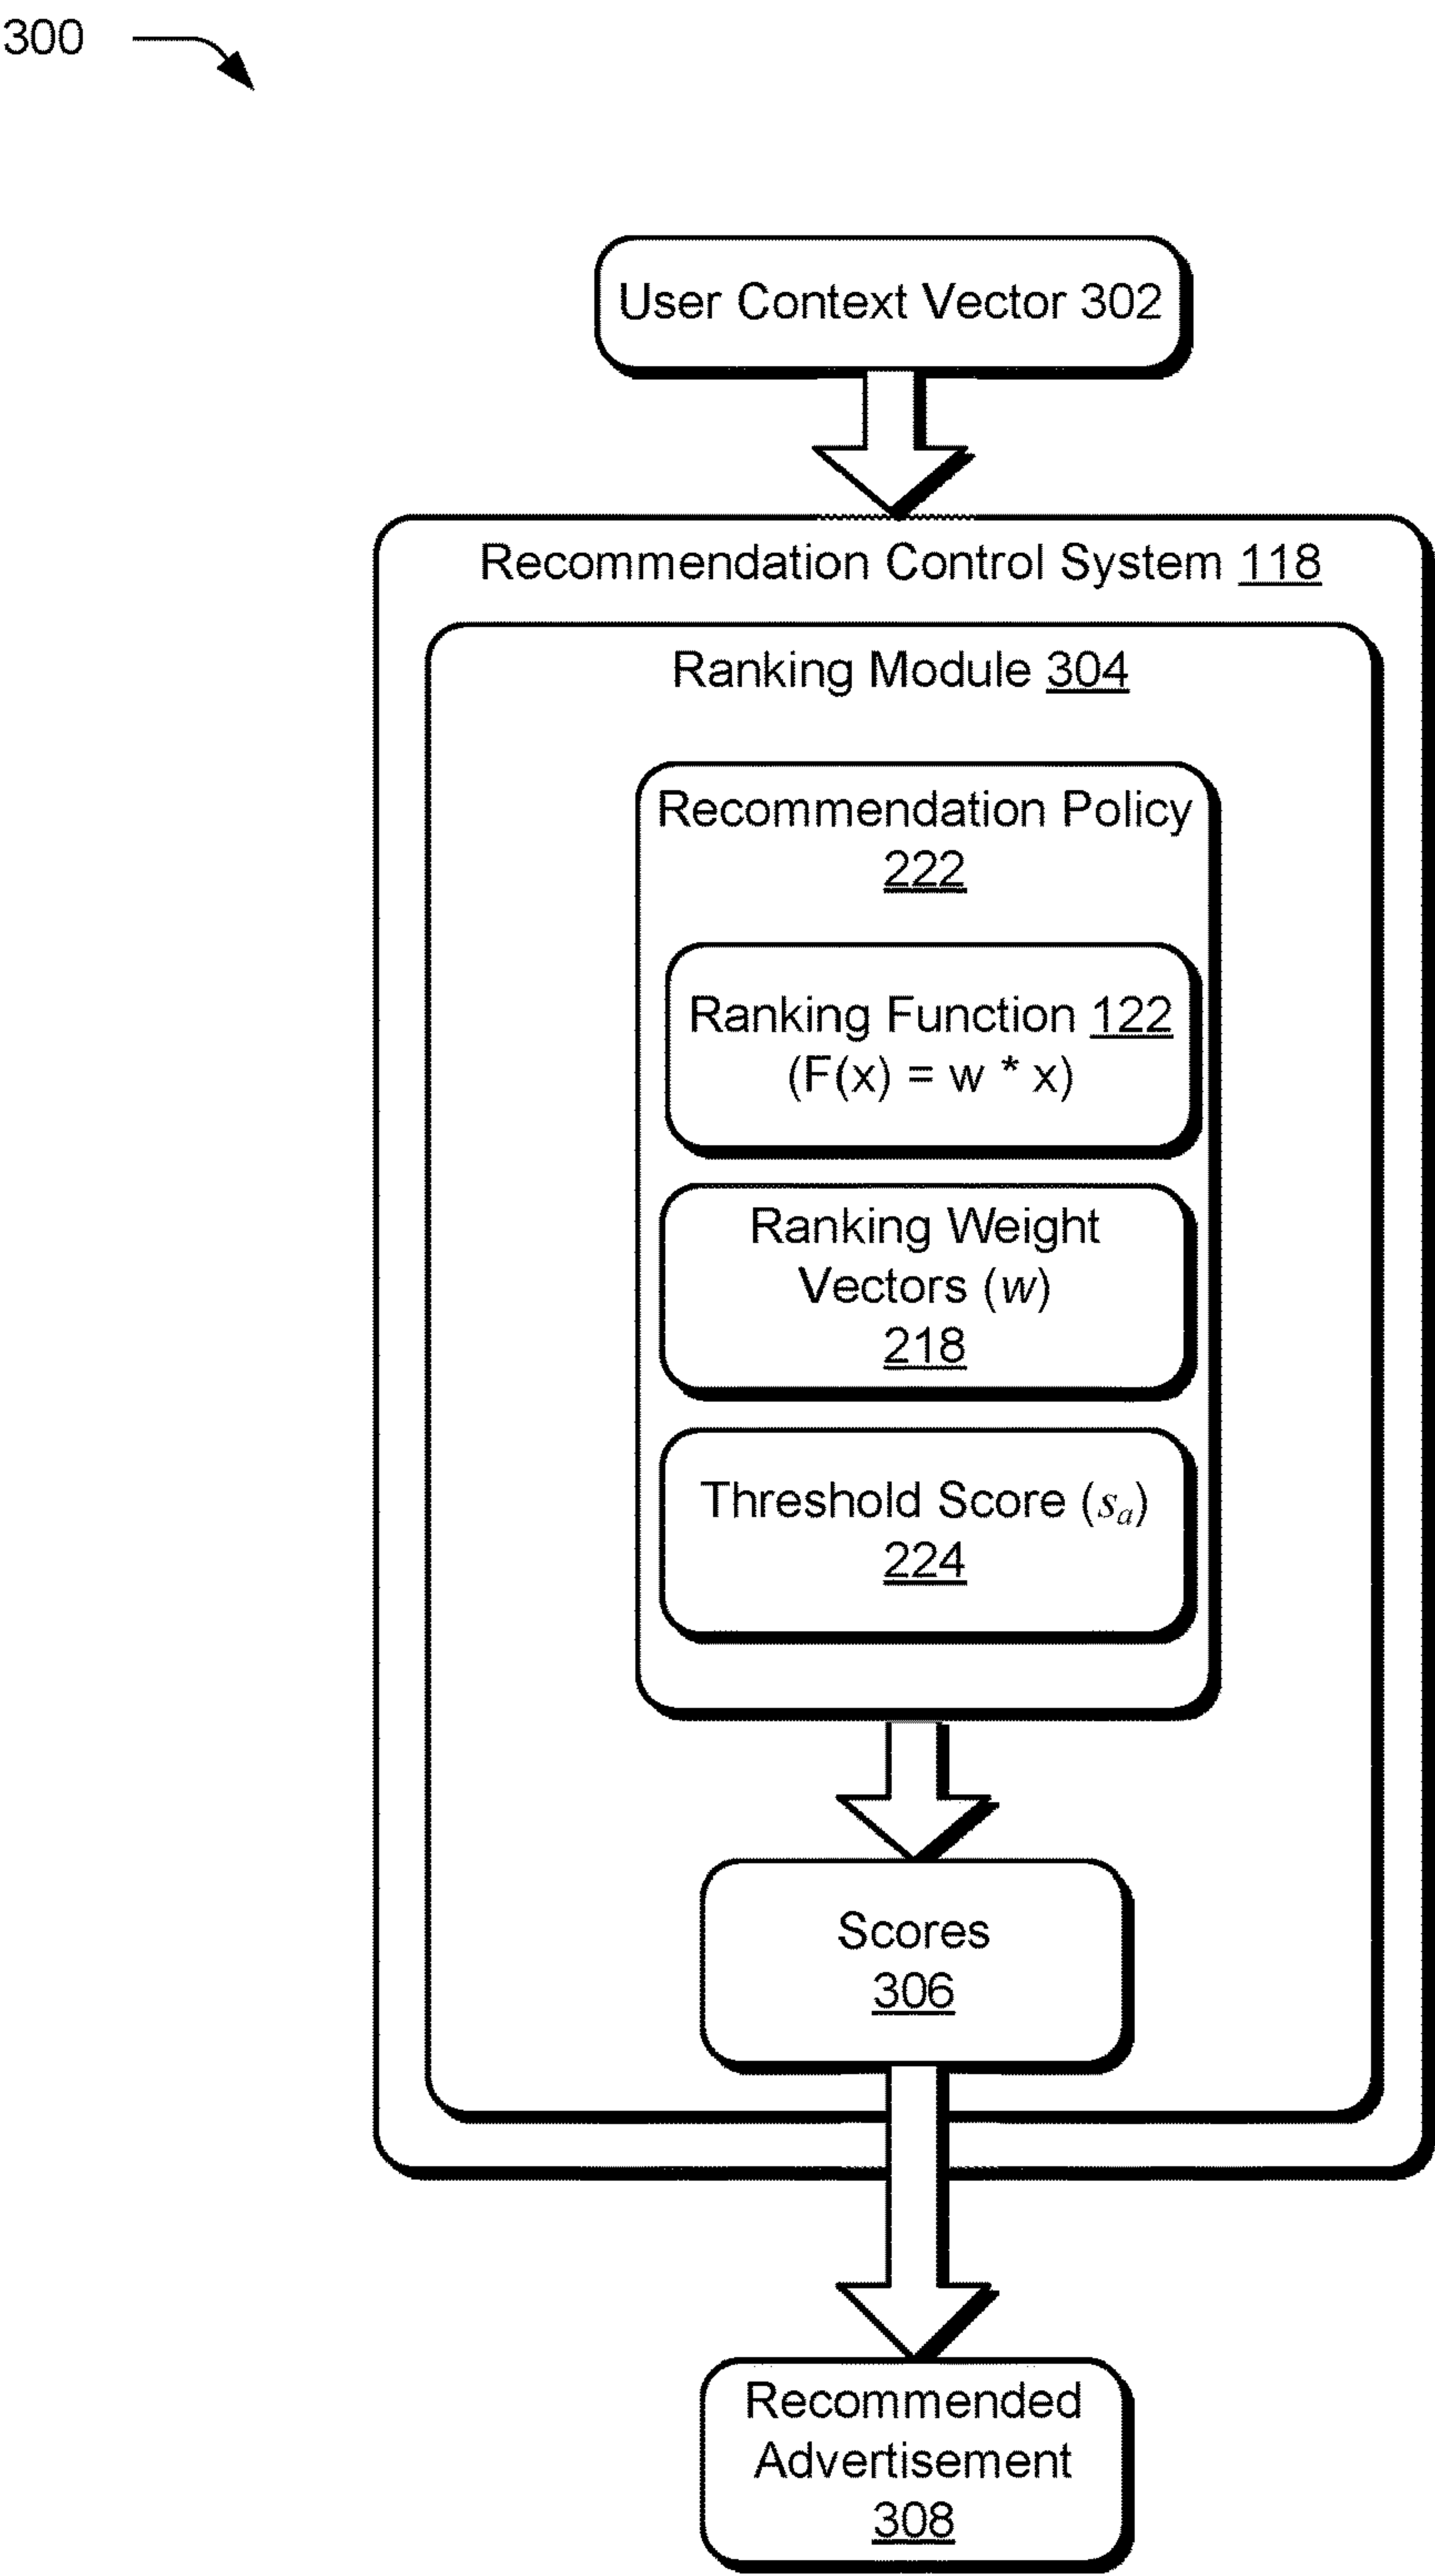 300
User Context Vector 302
Recommendation Control System 118
Ranking Module 304
Recommendation Policy
222
Ranking Function 122
(F(x) = w * x)
Ranking Weight
Vectors (w)
218
Threshold Score (sₐ)
224
Scores
306
Recommended
Advertisement
308